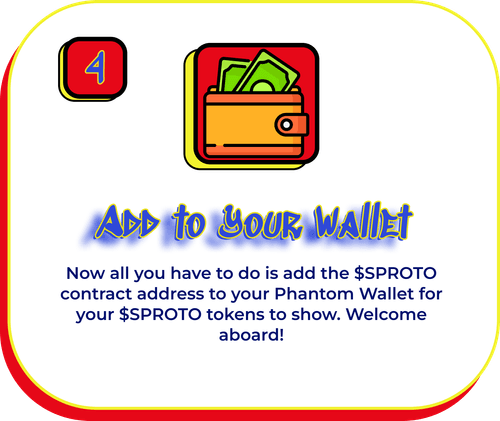 4
Add to Your Wallet
Now all you have to do is add the $SPROTO
contract address to your Phantom Wallet for
your $SPROTO tokens to show. Welcome
aboard!